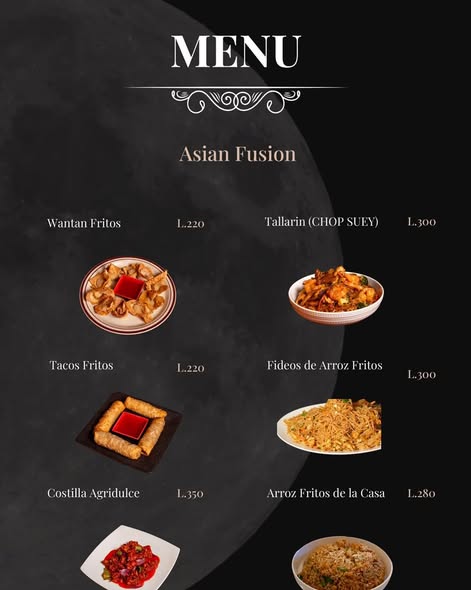 MENU
Asian Fusion
Wantan Fritos L.220
Tallarin (CHOP SUEY) L.300
Tacos Fritos L.220
Fideos de Arroz Fritos L.300
Costilla Agridulce L.350
Arroz Fritos de la Casa L.280